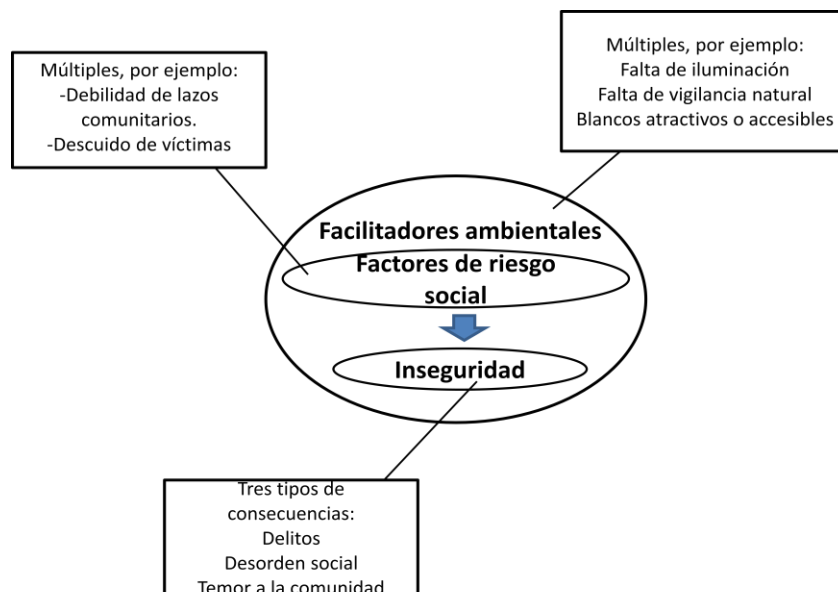 Múltiples, por ejemplo:
-Debilidad de lazos
comunitarios.
-Descuido de víctimas
Múltiples, por ejemplo:
Falta de iluminación
Falta de vigilancia natural
Blancos atractivos o accesibles
Facilitadores ambientales
Factores de riesgo
social
Inseguridad
Tres tipos de
consecuencias:
Delitos
Desorden social
Temor a la comunidad